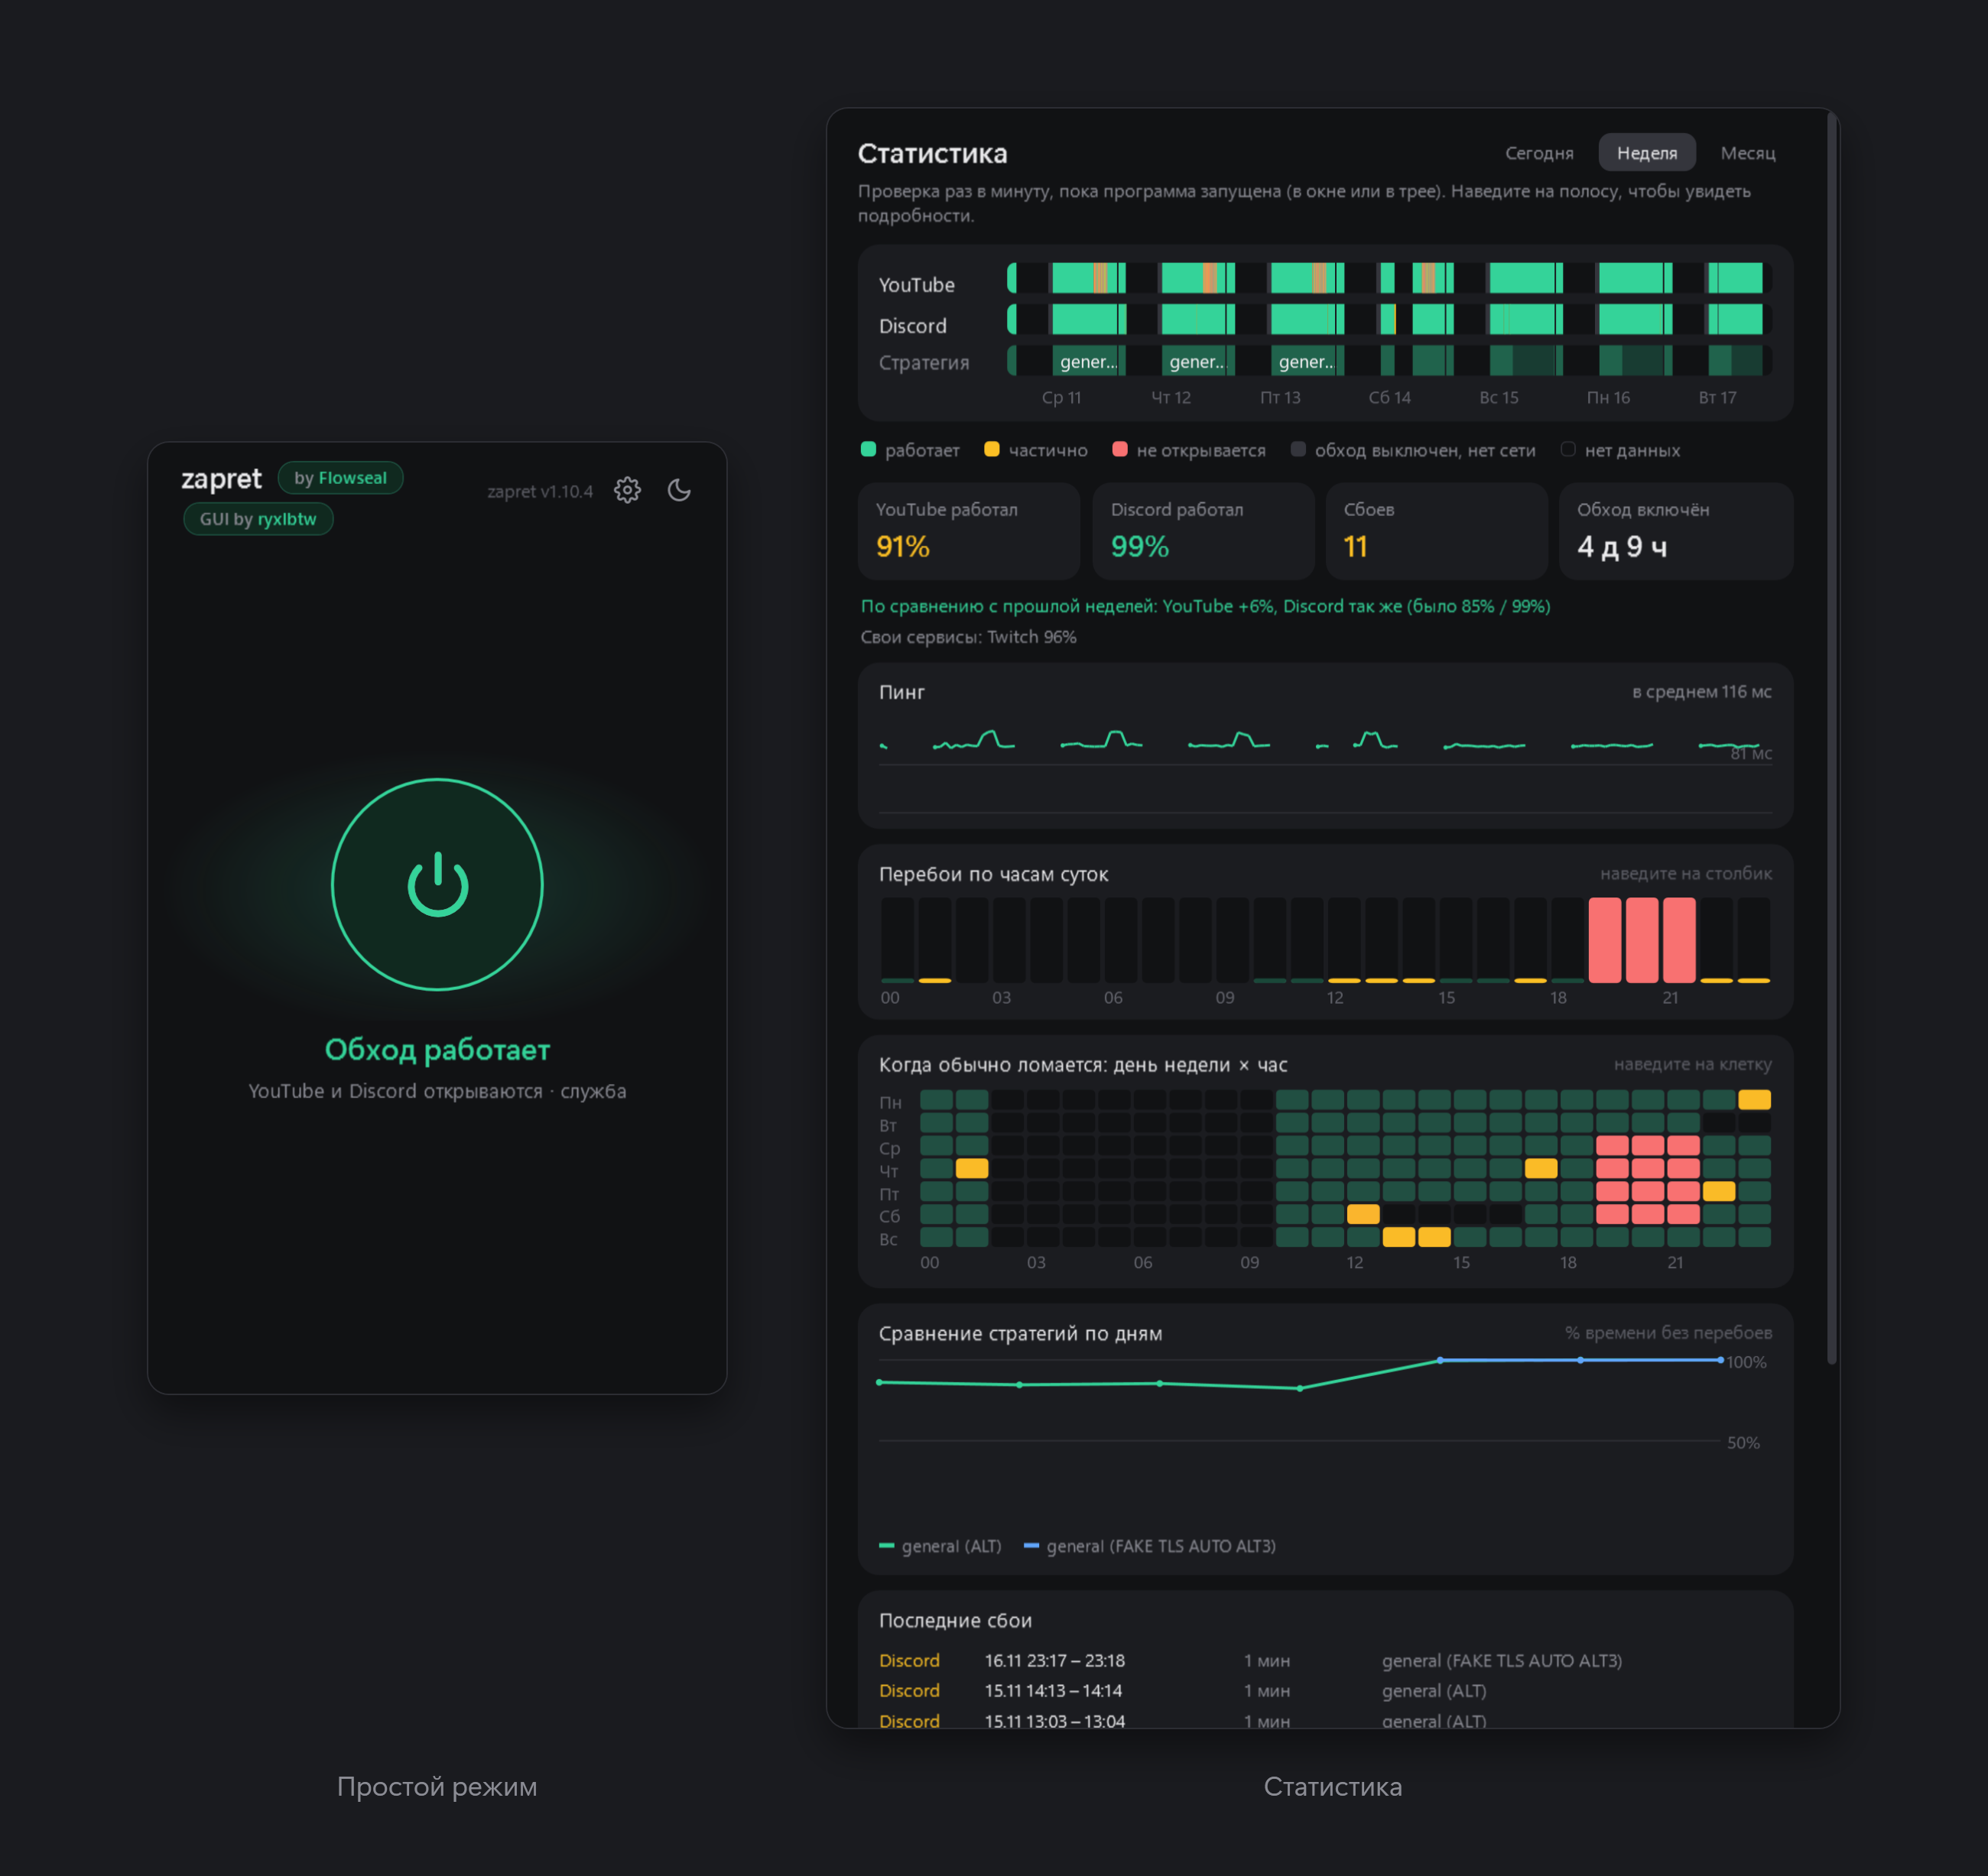 zapret by Flowseal
GUI by ryxlbtw
zapret v1.10.4
Обход работает
YouTube и Discord открываются · служба
Простой режим
Статистика
Сегодня Неделя Месяц
Проверка раз в минуту, пока программа запущена (в окне или в трее). Наведите на полосу, чтобы увидеть
подробности.
YouTube
Discord
Стратегия gener... gener... gener...
Ср 11 Чт 12 Пт 13 Сб 14 Вс 15 Пн 16 Вт 17
работает частично не открывается обход выключен, нет сети нет данных
YouTube работал Discord работал Сбоев Обход включён
91% 99% 11 4 д 9 ч
По сравнению с прошлой неделей: YouTube +6%, Discord так же (было 85% / 99%)
Свои сервисы: Twitch 96%
Пинг в среднем 116 мс
81 мс
Перебои по часам суток наведите на столбик
00 03 06 09 12 15 18 21
Когда обычно ломается: день недели × час наведите на клетку
Пн
Вт
Ср
Чт
Пт
Сб
Вс
00 03 06 09 12 15 18 21
Сравнение стратегий по дням % времени без перебоев
100%
50%
general (ALT) general (FAKE TLS AUTO ALT3)
Последние сбои
Discord 16.11 23:17 – 23:18 1 мин general (FAKE TLS AUTO ALT3)
Discord 15.11 14:13 – 14:14 1 мин general (ALT)
Discord 15.11 13:03 – 13:04 1 мин general (ALT)
Статистика